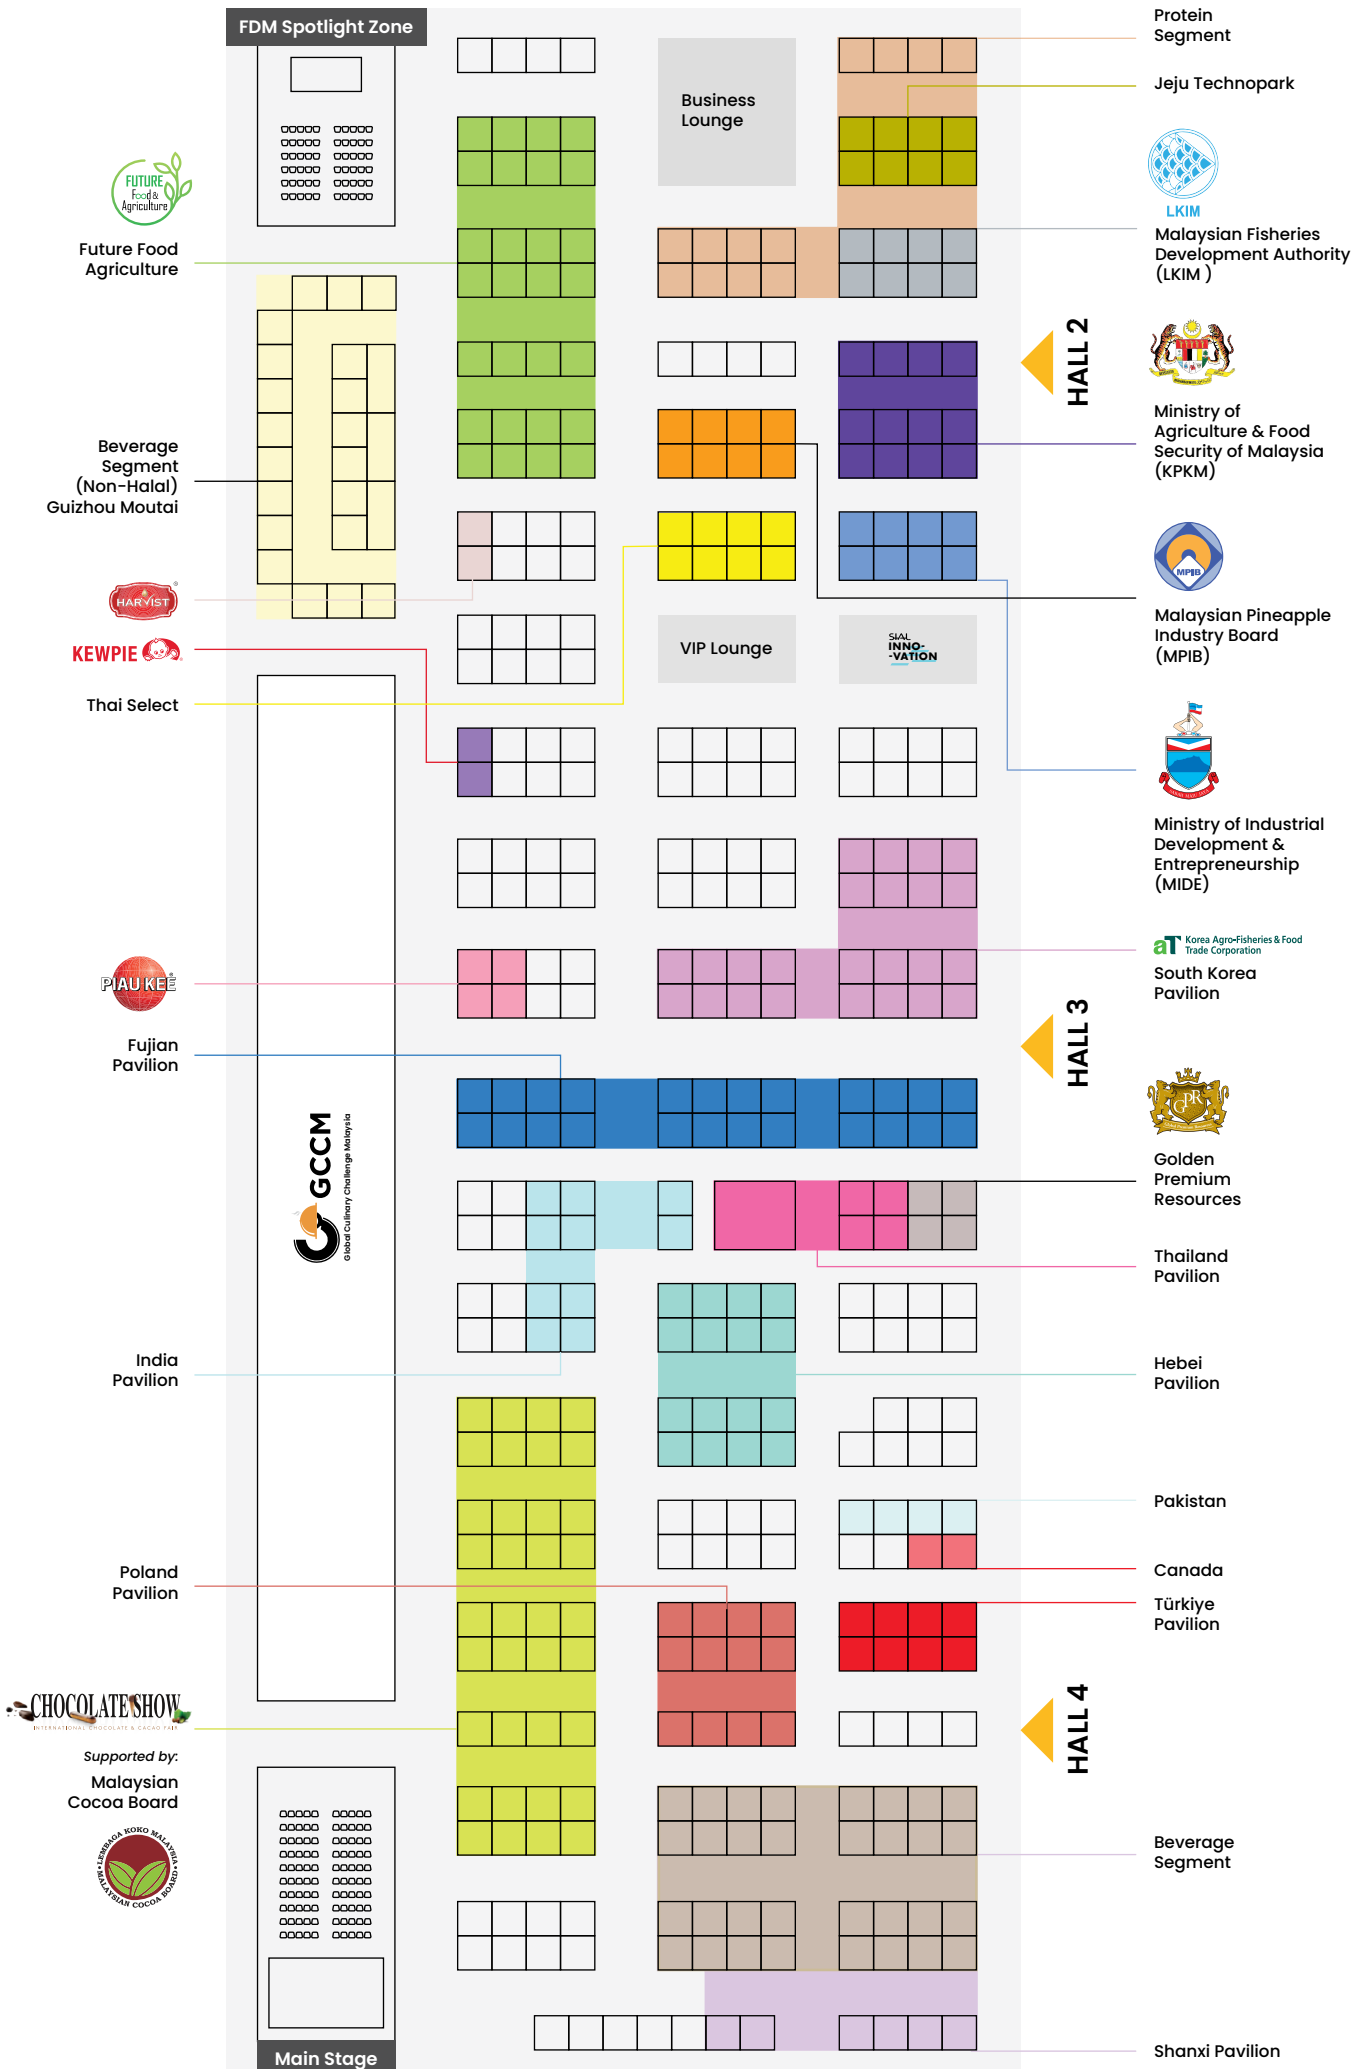 FDM Spotlight Zone
Business
Lounge
Protein
Segment
Jeju Technopark
LKIM
Malaysian Fisheries
Development Authority
(LKIM )
FUTURE
Food &
Agriculture
Future Food
Agriculture
HALL 2
Ministry of
Agriculture & Food
Security of Malaysia
(KPKM)
Beverage
Segment
(Non-Halal)
Guizhou Moutai
MPIB
Malaysian Pineapple
Industry Board
(MPIB)
HARVIST
KEWPIE
VIP Lounge
SIAL
INNO-
-VATION
Thai Select
Ministry of Industrial
Development &
Entrepreneurship
(MIDE)
aT Korea Agro-Fisheries & Food
Trade Corporation
South Korea
Pavilion
PIAU KEE
HALL 3
Fujian
Pavilion
GCCM
Global Culinary Challenge Malaysia
GPR
Golden
Premium
Resources
Thailand
Pavilion
India
Pavilion
Hebei
Pavilion
Pakistan
Canada
Poland
Pavilion
Türkiye
Pavilion
CHOCOLATE SHOW
INTERNATIONAL CHOCOLATE & CACAO FAIR
HALL 4
Supported by:
Malaysian
Cocoa Board
LEMBAGA KOKO MALAYSIA
MALAYSIAN COCOA BOARD
Beverage
Segment
Main Stage
Shanxi Pavilion